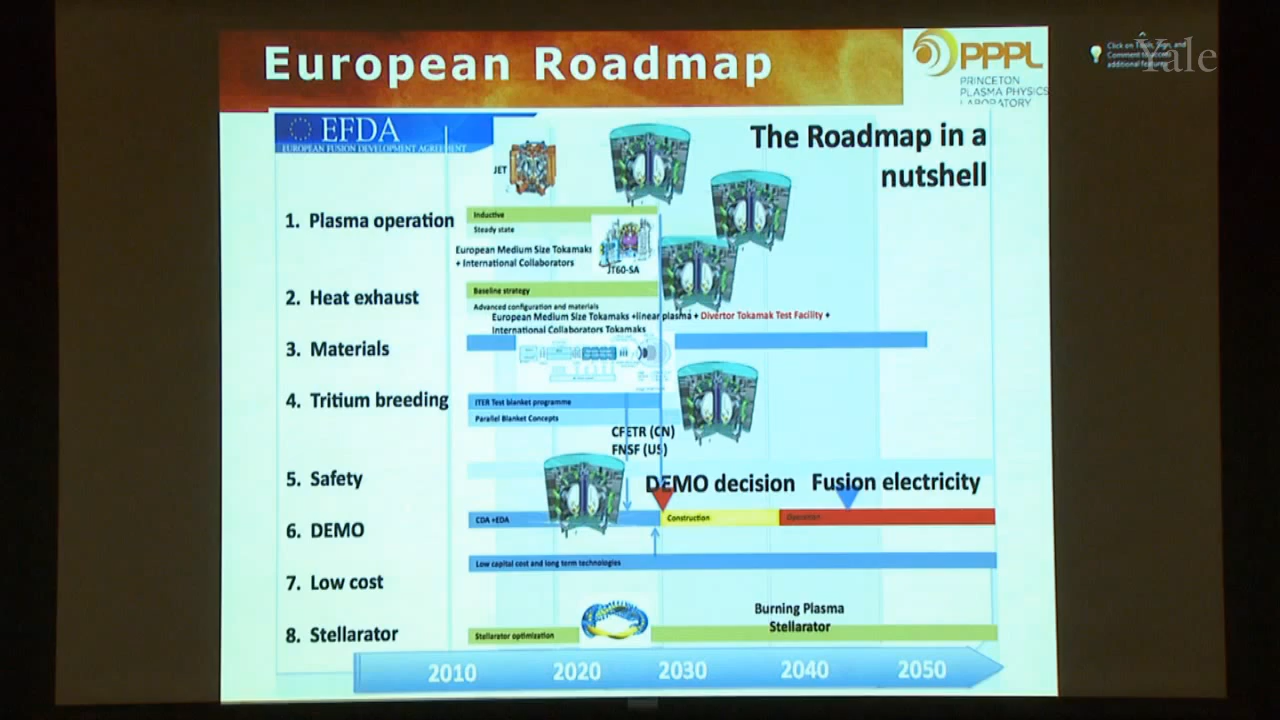 European Roadmap
PPPL
PRINCETON
PLASMA PHYSICS
LABORATORY
Click on Tools, Sign, and
Comment to access
additional features.
Yale
EFDA
EUROPEAN FUSION DEVELOPMENT AGREEMENT
The Roadmap in a
nutshell
JET
1. Plasma operation
Inductive
Steady state
European Medium Size Tokamaks
+ International Collaborators
JT60-SA
2. Heat exhaust
Baseline strategy
Advanced configuration and materials
European Medium Size Tokamaks +linear plasma + Divertor Tokamak Test Facility +
International Collaborators Tokamaks
3. Materials
4. Tritium breeding
ITER Test blanket programme
Parallel Blanket Concepts
CFETR (CN)
FNSF (US)
5. Safety
DEMO decision
Fusion electricity
6. DEMO
CDA +EDA
Construction
Operation
Low capital cost and long term technologies
7. Low cost
Burning Plasma
Stellarator
8. Stellarator
Stellarator optimization
2010 2020 2030 2040 2050